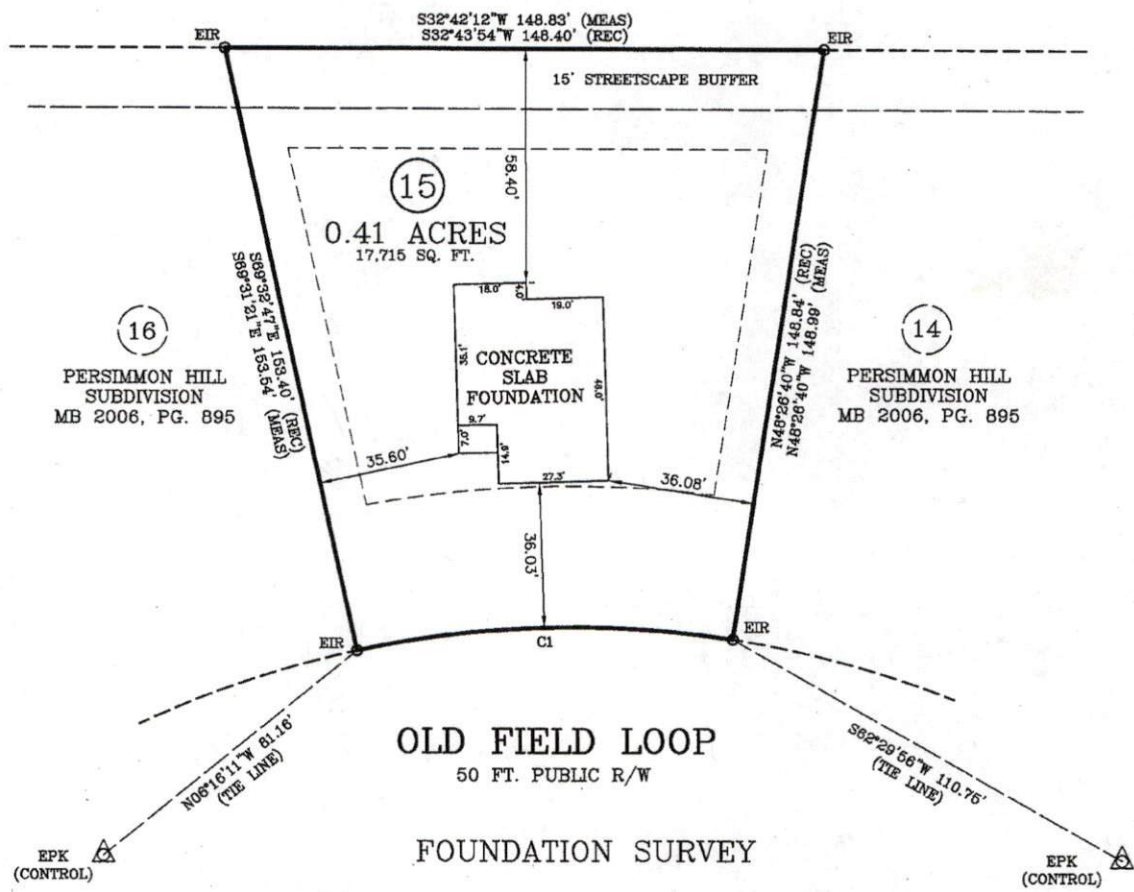 S32°42'12"W 148.83' (MEAS)
S32°43'54"W 148.40' (REC)
EIR
EIR
15' STREETSCAPE BUFFER
58.40'
15
0.41 ACRES
17,715 SQ. FT.
18.0'
4.0'
19.0'
S69°32'47"E 153.40' (REC)
S69°31'21"E 153.54' (MEAS)
N48°26'40"W 148.84' (REC)
N48°26'40"W 148.99' (MEAS)
16
PERSIMMON HILL
SUBDIVISION
MB 2006, PG. 895
35.1'
CONCRETE
SLAB
FOUNDATION
48.0'
14
PERSIMMON HILL
SUBDIVISION
MB 2006, PG. 895
9.7'
7.0'
14.9'
27.3'
35.60'
36.08'
36.03'
EIR
C1
EIR
N06°16'11"W 81.16'
(TIE LINE)
OLD FIELD LOOP
50 FT. PUBLIC R/W
S62°29'56"W 110.75'
(TIE LINE)
FOUNDATION SURVEY
EPK
(CONTROL)
EPK
(CONTROL)